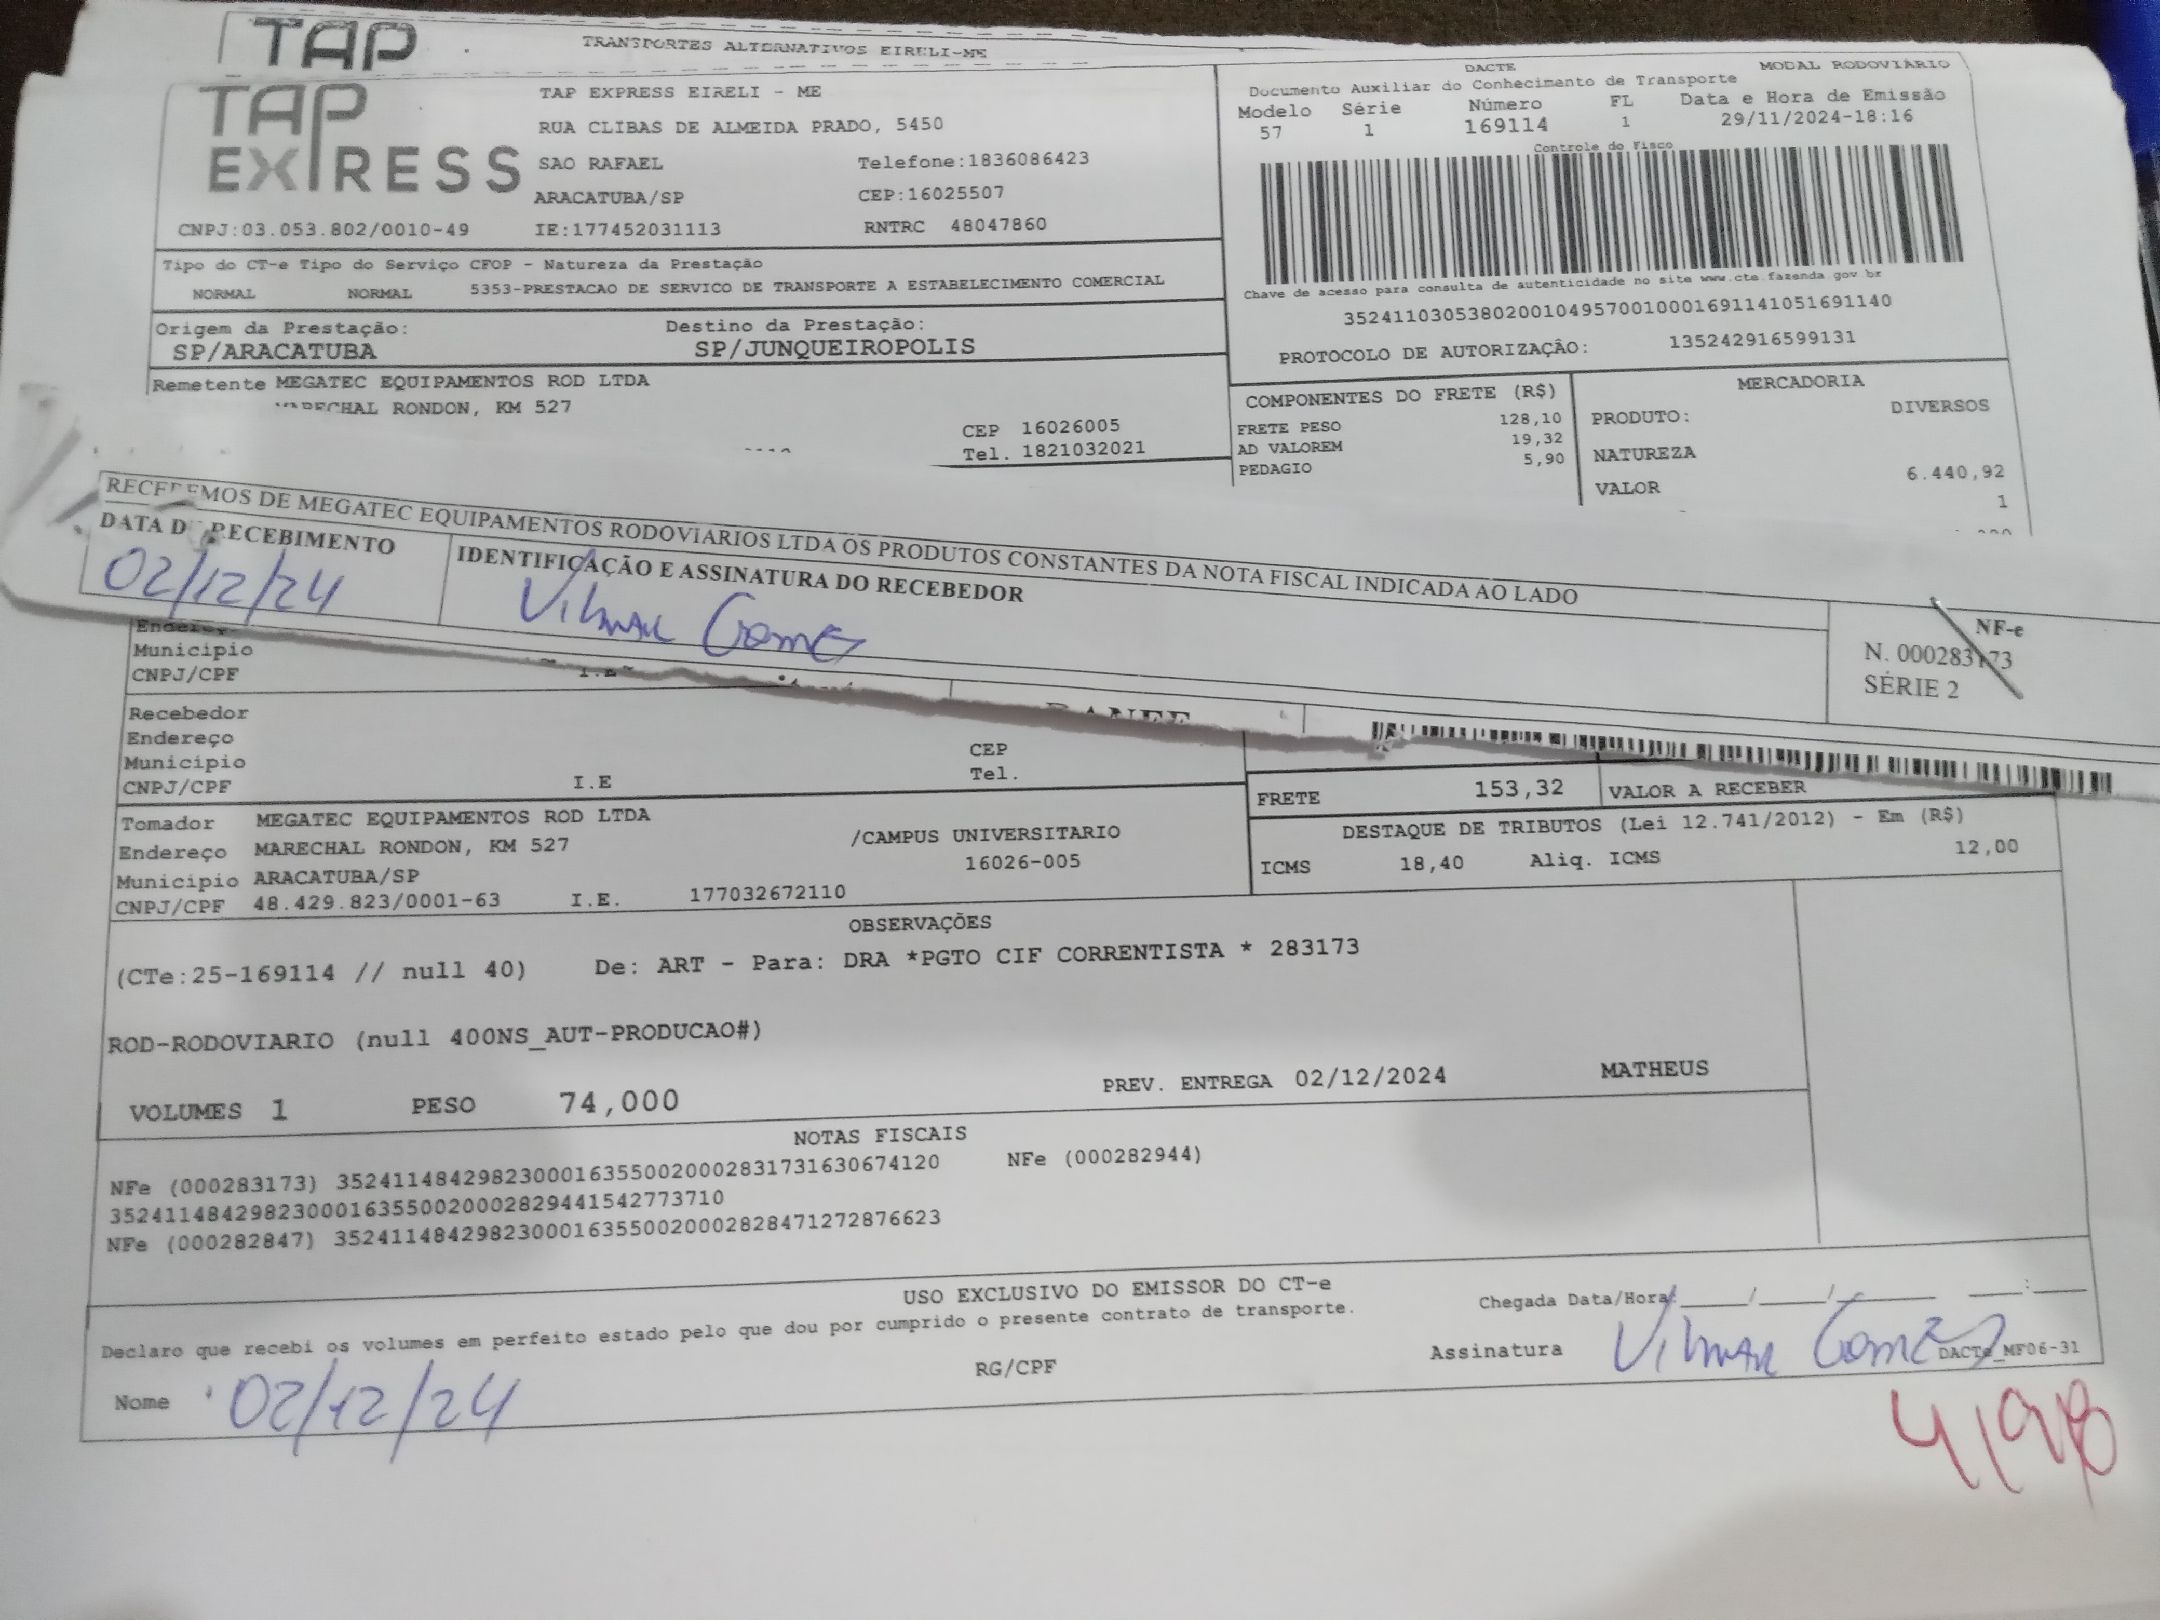 TAP
TRANSPORTES ALTERNATIVOS EIRELI-ME
TAP EXPRESS
TAP EXPRESS EIRELI - ME
RUA CLIBAS DE ALMEIDA PRADO, 5450
SAO RAFAEL Telefone:1836086423
ARACATUBA/SP CEP:16025507
CNPJ:03.053.802/0010-49 IE:177452031113 RNTRC 48047860
DACTE MODAL RODOVIÁRIO
Documento Auxiliar do Conhecimento de Transporte
Modelo Série Número FL Data e Hora de Emissão
57 1 169114 1 29/11/2024-18:16
Controle do Fisco
Chave de acesso para consulta de autenticidade no site www.cte.fazenda.gov.br
35241103053802001049570010001691141051691140
PROTOCOLO DE AUTORIZAÇÃO: 135242916599131
Tipo do CT-e Tipo do Serviço CFOP - Natureza da Prestação
NORMAL NORMAL 5353-PRESTACAO DE SERVICO DE TRANSPORTE A ESTABELECIMENTO COMERCIAL
Origem da Prestação: Destino da Prestação:
SP/ARACATUBA SP/JUNQUEIROPOLIS
Remetente MEGATEC EQUIPAMENTOS ROD LTDA
MARECHAL RONDON, KM 527
CEP 16026005
Tel. 1821032021
COMPONENTES DO FRETE (R$)
FRETE PESO 128,10
AD VALOREM 19,32
PEDAGIO 5,90
MERCADORIA
PRODUTO: DIVERSOS
NATUREZA
VALOR 6.440,92
1
RECEBEMOS DE MEGATEC EQUIPAMENTOS RODOVIARIOS LTDA OS PRODUTOS CONSTANTES DA NOTA FISCAL INDICADA AO LADO
DATA D RECEBIMENTO IDENTIFICAÇÃO E ASSINATURA DO RECEBEDOR
02/12/24 Vilmar Gomes
NF-e
N. 000283173
SÉRIE 2
Endereço
Municipio
CNPJ/CPF I.E
DANFE
Recebedor
Endereço CEP
Municipio Tel.
CNPJ/CPF I.E
FRETE 153,32 VALOR A RECEBER
Tomador MEGATEC EQUIPAMENTOS ROD LTDA
Endereço MARECHAL RONDON, KM 527 /CAMPUS UNIVERSITARIO
Municipio ARACATUBA/SP 16026-005
CNPJ/CPF 48.429.823/0001-63 I.E. 177032672110
DESTAQUE DE TRIBUTOS (Lei 12.741/2012) - Em (R$)
ICMS 18,40 Aliq. ICMS 12,00
OBSERVAÇÕES
(CTe:25-169114 // null 40) De: ART - Para: DRA *PGTO CIF CORRENTISTA * 283173
ROD-RODOVIARIO (null 400NS_AUT-PRODUCAO#)
VOLUMES 1 PESO 74,000 PREV. ENTREGA 02/12/2024 MATHEUS
NOTAS FISCAIS
NFe (000283173) 35241148429823000163550020002831731630674120 NFe (000282944)
35241148429823000163550020002829441542773710
NFe (000282847) 35241148429823000163550020002828471272876623
USO EXCLUSIVO DO EMISSOR DO CT-e
Declaro que recebi os volumes em perfeito estado pelo que dou por cumprido o presente contrato de transporte.
Chegada Data/Hora: ____/____/______ ___:___
Nome 02/12/24 RG/CPF Assinatura Vilmar Gomes
DACTe_MF06-31